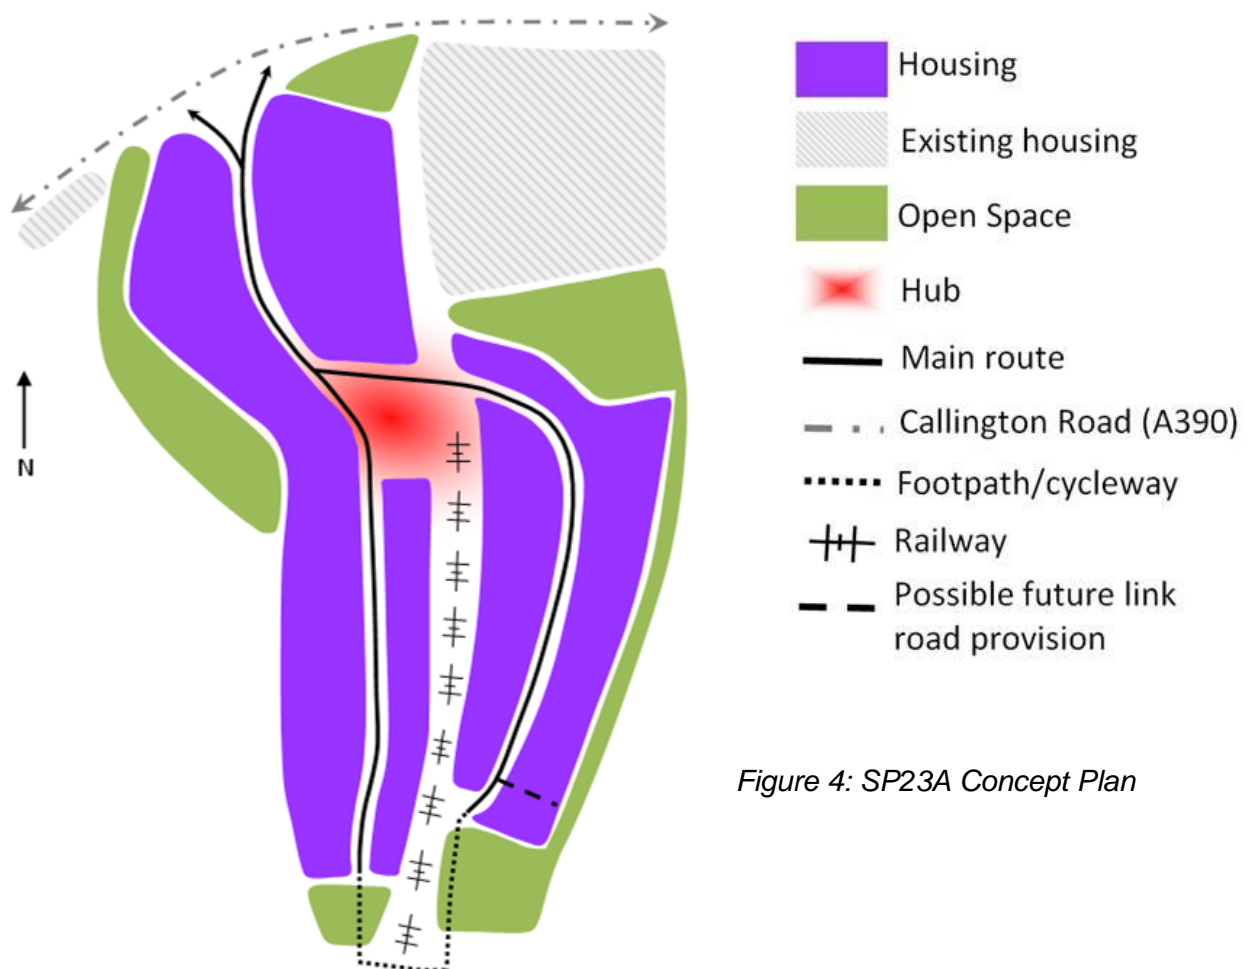 Housing
Existing housing
Open Space
Hub
Main route
Callington Road (A390)
Footpath/cycleway
Railway
Possible future link
road provision
N
Figure 4: SP23A Concept Plan